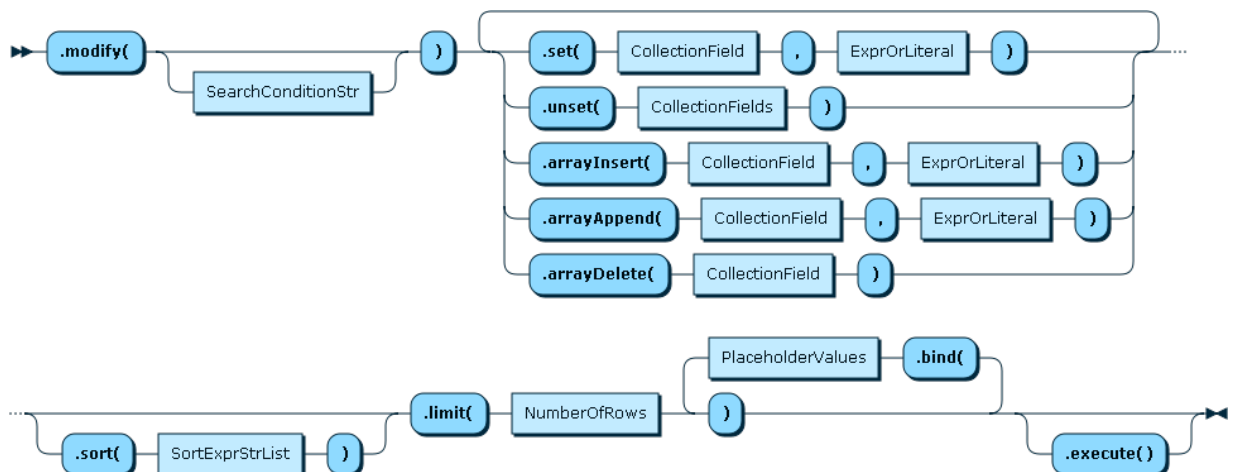 .modify( ) .set( CollectionField , ExprOrLiteral )
SearchConditionStr .unset( CollectionFields )
.arrayInsert( CollectionField , ExprOrLiteral )
.arrayAppend( CollectionField , ExprOrLiteral )
.arrayDelete( CollectionField )
PlaceholderValues .bind(
.limit( NumberOfRows )
.sort( SortExprStrList ) .execute()